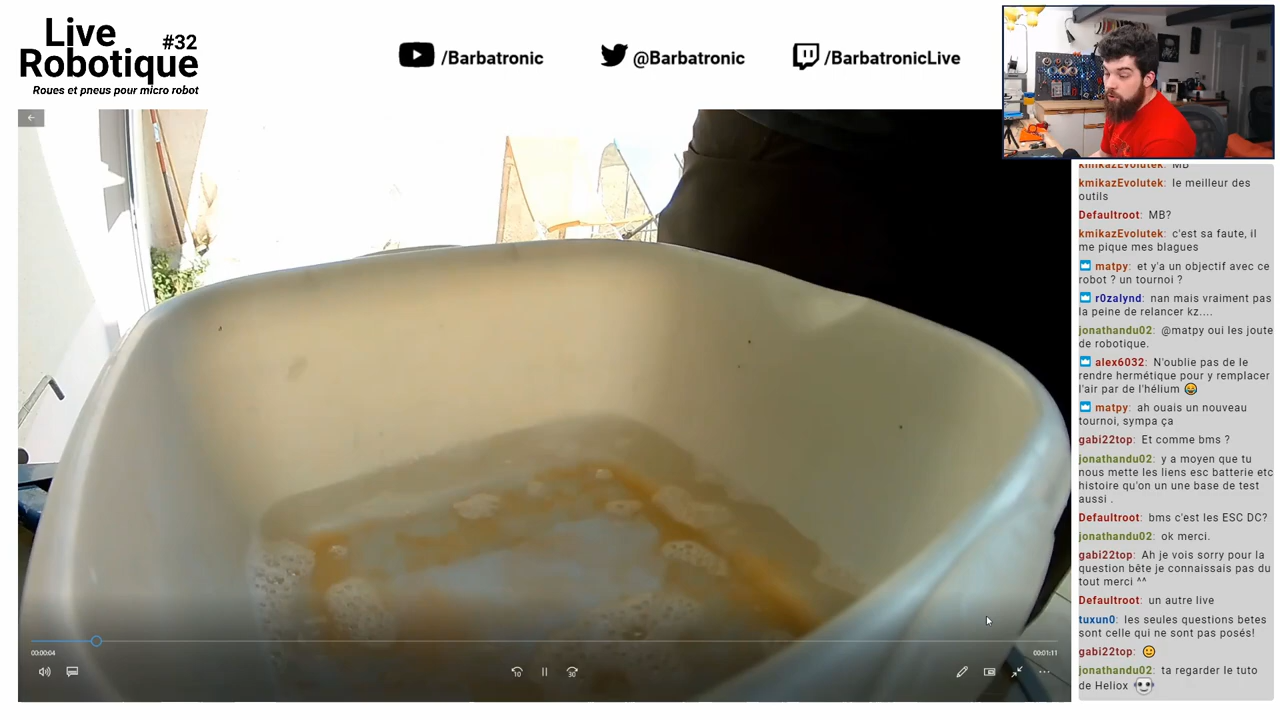 Live
Robotique #32
Roues et pneus pour micro robot
/Barbatronic
@Barbatronic
/BarbatronicLive
kmikazEvolutek: MB
kmikazEvolutek: le meilleur des
outils
Defaultroot: MB?
kmikazEvolutek: c'est sa faute, il
me pique mes blagues
matpy: et y'a un objectif avec ce
robot ? un tournoi ?
r0zalynd: nan mais vraiment pas
la peine de relancer kz....
jonathandu02: @matpy oui les joute
de robotique.
alex6032: N'oublie pas de le
rendre hermétique pour y remplacer
l'air par de l'hélium
matpy: ah ouais un nouveau
tournoi, sympa ça
gabi22top: Et comme bms ?
jonathandu02: y a moyen que tu
nous mette les liens esc batterie etc
histoire qu'on un une base de test
aussi .
Defaultroot: bms c'est les ESC DC?
jonathandu02: ok merci.
gabi22top: Ah je vois sorry pour la
question bête je connaissais pas du
tout merci ^^
Defaultroot: un autre live
tuxun0: les seules questions betes
sont celle qui ne sont pas posés!
gabi22top:
jonathandu02: ta regarder le tuto
de Heliox
00:00:04
00:01:11
10
30